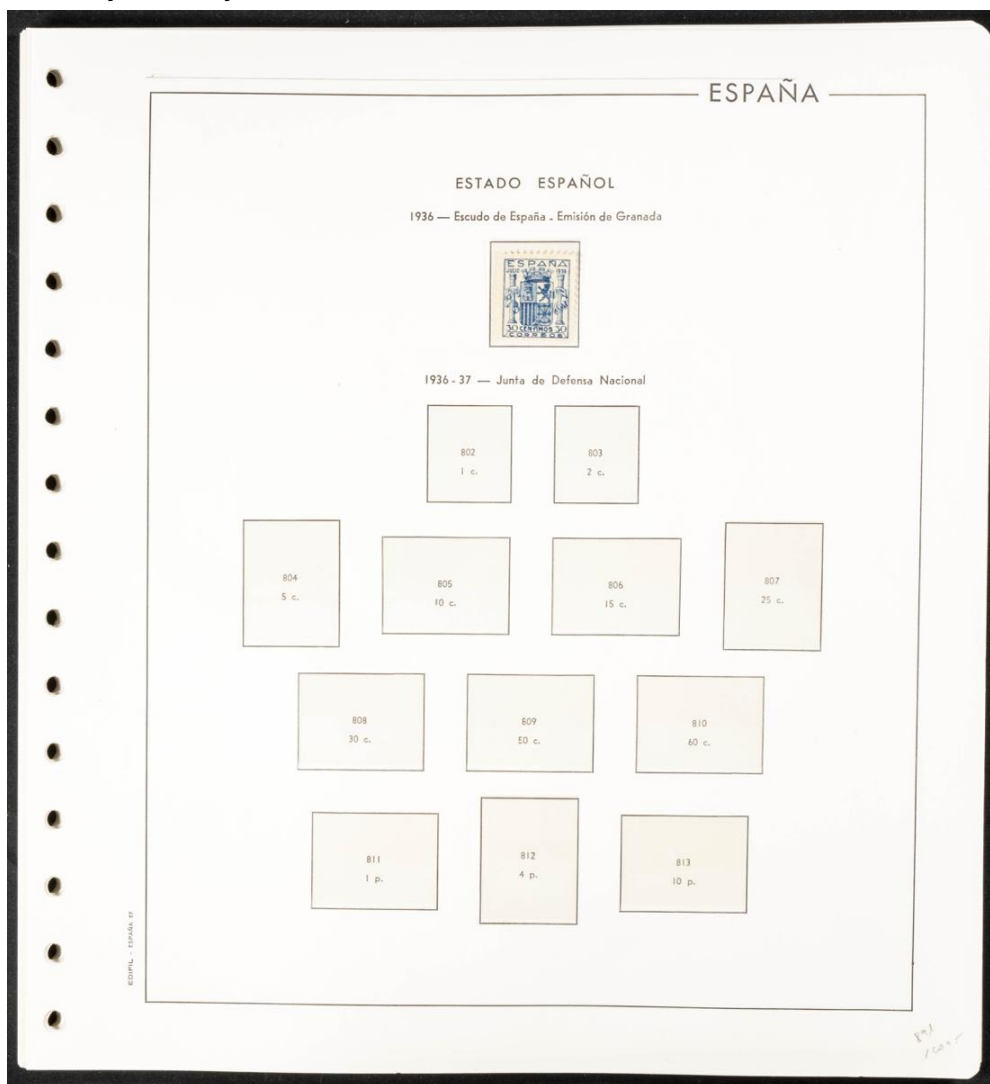 ESPAÑA
ESTADO ESPAÑOL
1936 — Escudo de España - Emisión de Granada
ESPAÑA
JULIO 1936
30 CENTIMOS 30
CORREOS
1936-37 — Junta de Defensa Nacional
802
1 c.
803
2 c.
804
5 c.
805
10 c.
806
15 c.
807
25 c.
808
30 c.
809
50 c.
810
60 c.
811
1 p.
812
4 p.
813
10 p.
EDIFIL - ESPAÑA